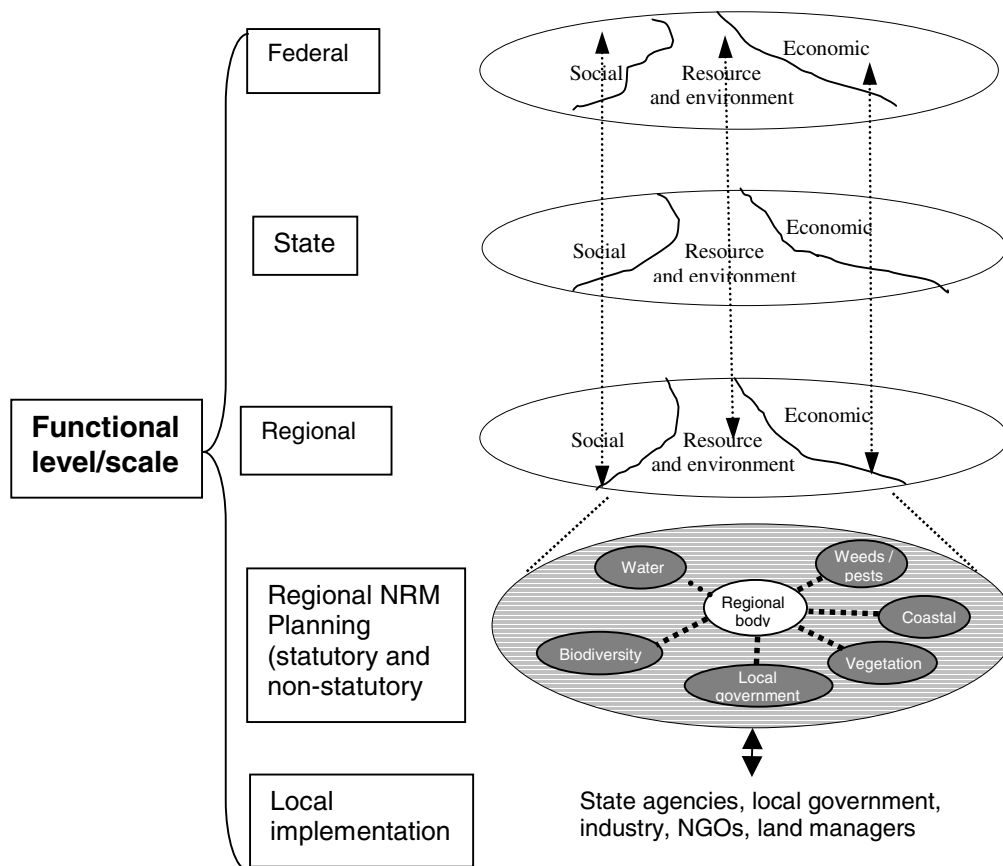 Federal
Social
Resource
and environment
Economic
State
Social
Resource
and environment
Economic
Functional
level/scale
Regional
Social
Resource
and environment
Economic
Regional NRM
Planning
(statutory and
non-statutory
Water
Weeds /
pests
Regional
body
Coastal
Biodiversity
Vegetation
Local
government
Local
implementation
State agencies, local government,
industry, NGOs, land managers